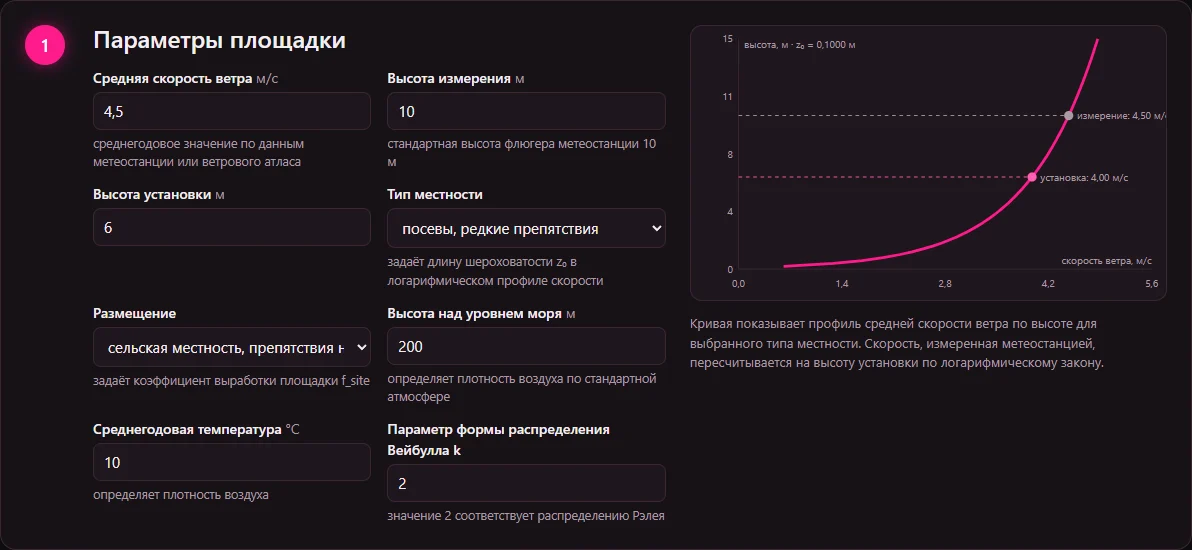 1
Параметры площадки
Средняя скорость ветра м/с
4,5
среднегодовое значение по данным
метеостанции или ветрового атласа
Высота измерения м
10
стандартная высота флюгера метеостанции 10
м
Высота установки м
6
Тип местности
посевы, редкие препятствия
задаёт длину шероховатости z₀ в
логарифмическом профиле скорости
Размещение
сельская местность, препятствия н
задаёт коэффициент выработки площадки f_site
Высота над уровнем моря м
200
определяет плотность воздуха по стандартной
атмосфере
Среднегодовая температура °C
10
определяет плотность воздуха
Параметр формы распределения
Вейбулла k
2
значение 2 соответствует распределению Рэлея
высота, м · z₀ = 0,1000 м
15
11
8
4
0
измерение: 4,50 м/с
установка: 4,00 м/с
скорость ветра, м/с
0,0 1,4 2,8 4,2 5,6
Кривая показывает профиль средней скорости ветра по высоте для
выбранного типа местности. Скорость, измеренная метеостанцией,
пересчитывается на высоту установки по логарифмическому закону.